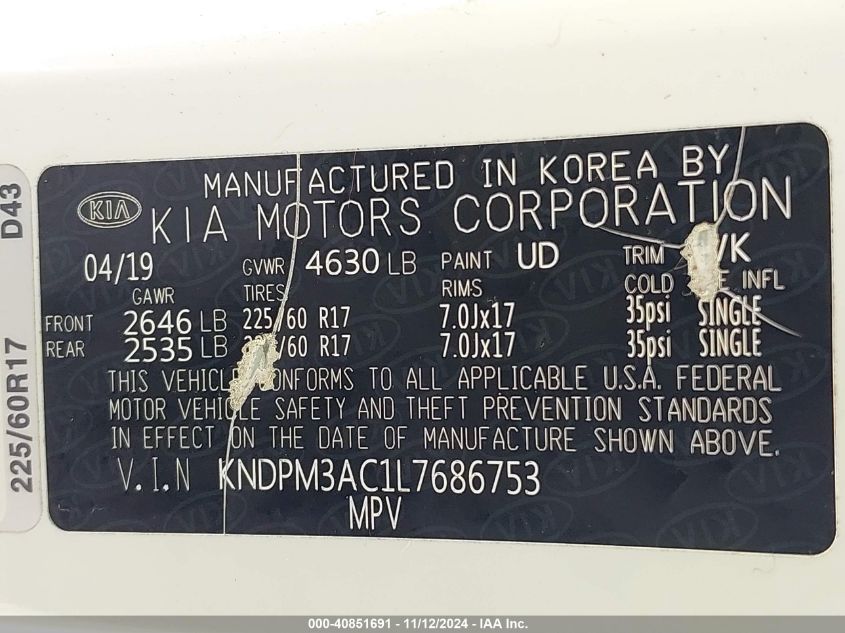 D43
225/60R17
KIA
MANUFACTURED IN KOREA BY
KIA MOTORS CORPORATION
04/19 GVWR 4630 LB PAINT UD TRIM
GAWR TIRES RIMS COLD INFL
FRONT 2646 LB 225/60 R17 7.0Jx17 35psi SINGLE
REAR 2535 LB /60 R17 7.0Jx17 35psi SINGLE
THIS VEHICLE CONFORMS TO ALL APPLICABLE U.S.A. FEDERAL
MOTOR VEHICLE SAFETY AND THEFT PREVENTION STANDARDS
IN EFFECT ON THE DATE OF MANUFACTURE SHOWN ABOVE.
V.I.N KNDPM3AC1L7686753
MPV
000-40851691 - 11/12/2024 - IAA Inc.